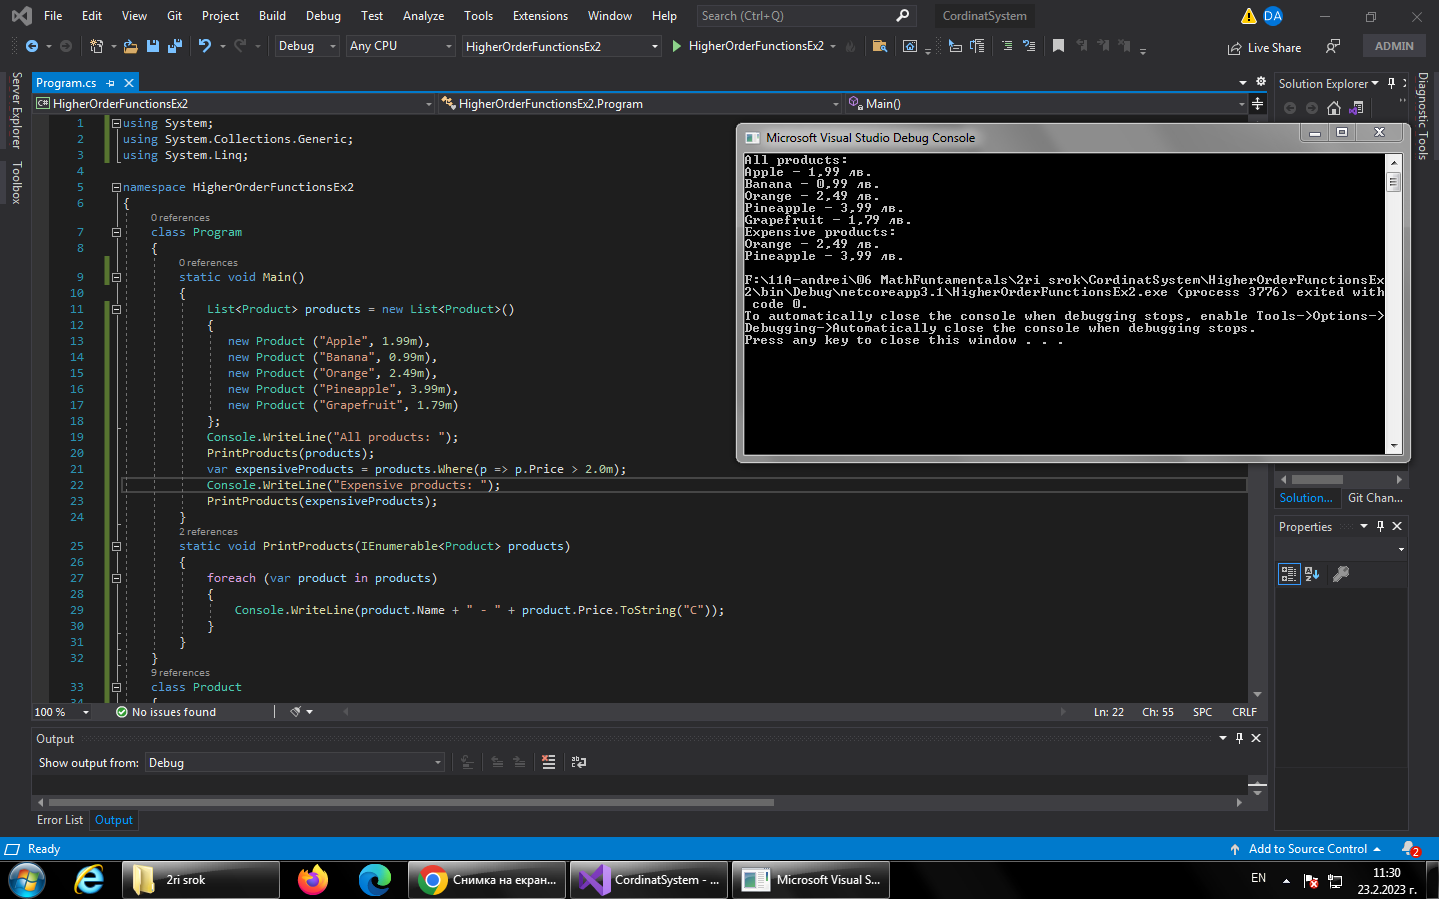 File Edit View Git Project Build Debug Test Analyze Tools Extensions Window Help Search (Ctrl+Q) CordinatSystem DA
Debug Any CPU HigherOrderFunctionsEx2 HigherOrderFunctionsEx2 Live Share ADMIN
Server Explorer
Toolbox
Program.cs
HigherOrderFunctionsEx2 HigherOrderFunctionsEx2.Program Main()
1 using System;
2 using System.Collections.Generic;
3 using System.Linq;
4
5 namespace HigherOrderFunctionsEx2
6 {
0 references
7 class Program
8 {
0 references
9 static void Main()
10 {
11 List<Product> products = new List<Product>()
12 {
13 new Product ("Apple", 1.99m),
14 new Product ("Banana", 0.99m),
15 new Product ("Orange", 2.49m),
16 new Product ("Pineapple", 3.99m),
17 new Product ("Grapefruit", 1.79m)
18 };
19 Console.WriteLine("All products: ");
20 PrintProducts(products);
21 var expensiveProducts = products.Where(p => p.Price > 2.0m);
22 Console.WriteLine("Expensive products: ");
23 PrintProducts(expensiveProducts);
24 }
2 references
25 static void PrintProducts(IEnumerable<Product> products)
26 {
27 foreach (var product in products)
28 {
29 Console.WriteLine(product.Name + " - " + product.Price.ToString("C"));
30 }
31 }
32 }
9 references
33 class Product
34 {
100 % No issues found Ln: 22 Ch: 55 SPC CRLF
Microsoft Visual Studio Debug Console
All products:
Apple - 1,99 лв.
Banana - 0,99 лв.
Orange - 2,49 лв.
Pineapple - 3,99 лв.
Grapefruit - 1,79 лв.
Expensive products:
Orange - 2,49 лв.
Pineapple - 3,99 лв.
F:\11A-andrei\06 MathFuntamentals\2ri srok\CordinatSystem\HigherOrderFunctionsEx
2\bin\Debug\netcoreapp3.1\HigherOrderFunctionsEx2.exe (process 3776) exited with
code 0.
To automatically close the console when debugging stops, enable Tools->Options->
Debugging->Automatically close the console when debugging stops.
Press any key to close this window . . .
Solution Explorer
Diagnostic Tools
Solution... Git Chan...
Properties
Output
Show output from: Debug
Error List Output
Ready Add to Source Control 2
2ri srok Снимка на екран... CordinatSystem - ... Microsoft Visual S... EN 11:30
23.2.2023 г.